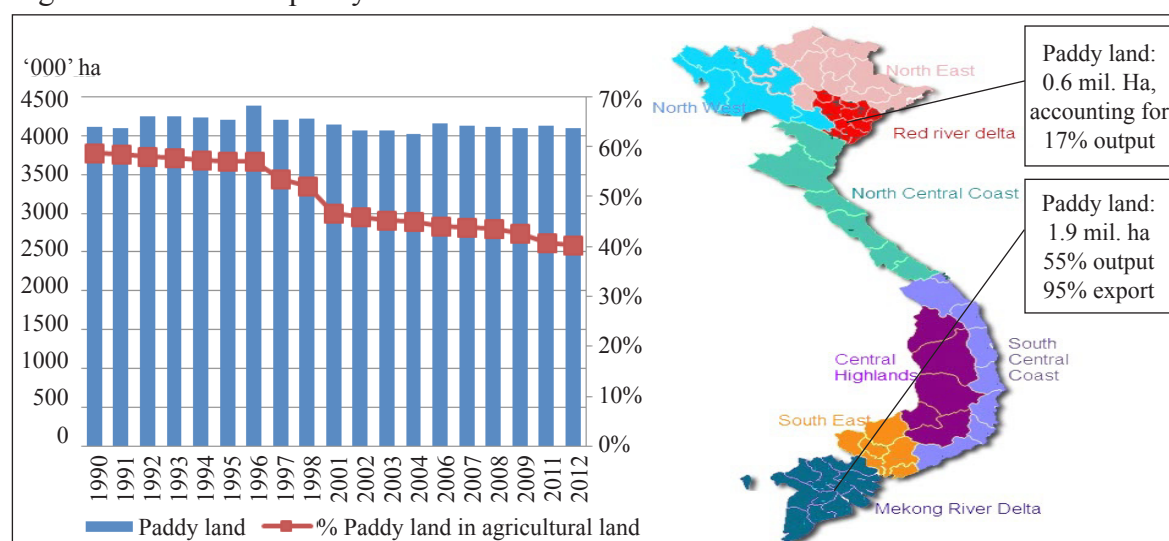 '000' ha
4500
4000
3500
3000
2500
2000
1500
1000
500
0
70%
60%
50%
40%
30%
20%
10%
0%
1990
1991
1992
1993
1994
1995
1996
1997
1998
2001
2002
2003
2004
2006
2007
2008
2009
2011
2012
Paddy land
% Paddy land in agricultural land
North East
North West
Red river delta
North Central Coast
Central
Highlands
South
Central
Coast
South East
Mekong River Delta
Paddy land:
0.6 mil. Ha,
accounting for
17% output
Paddy land:
1.9 mil. ha
55% output
95% export